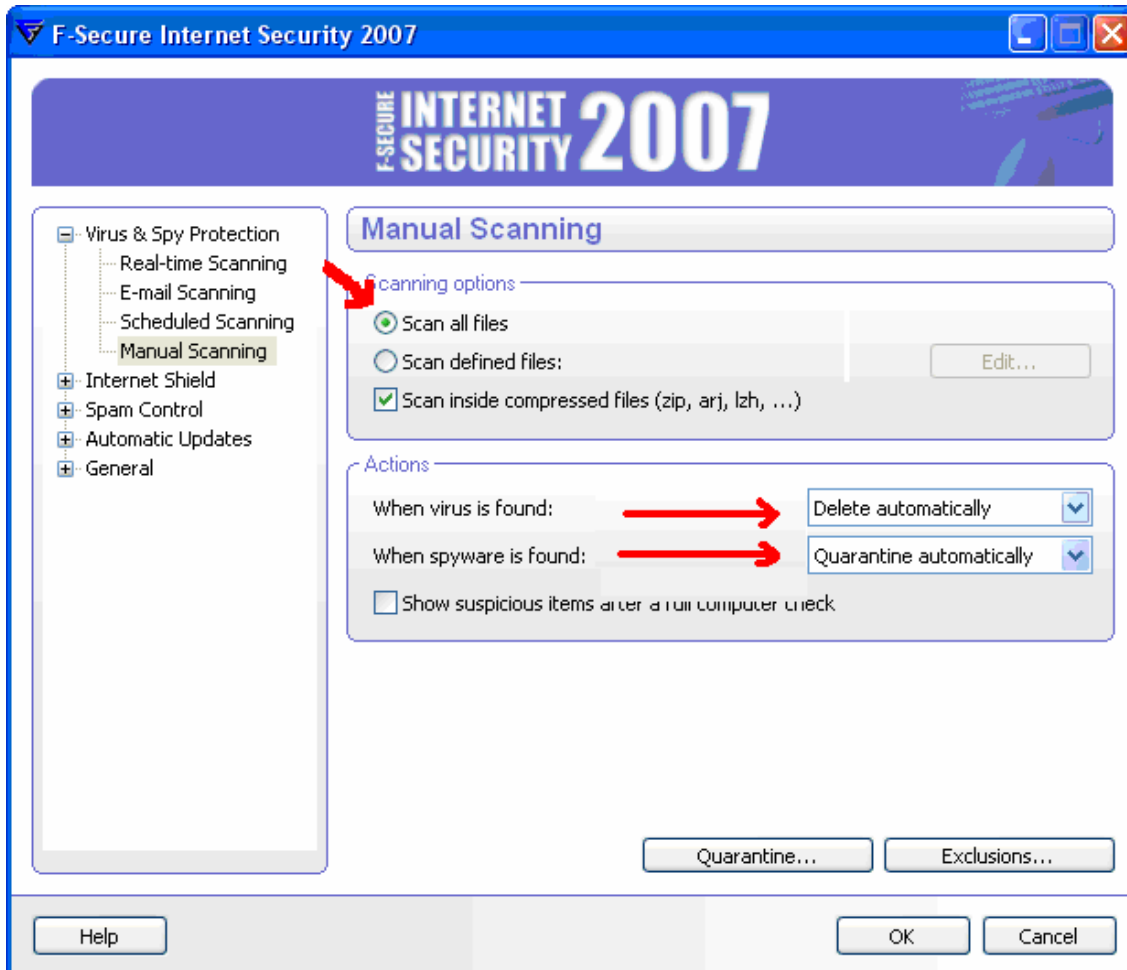 F-Secure Internet Security 2007
F-SECURE INTERNET SECURITY 2007
Virus & Spy Protection
Real-time Scanning
E-mail Scanning
Scheduled Scanning
Manual Scanning
Internet Shield
Spam Control
Automatic Updates
General
Manual Scanning
Scanning options
Scan all files
Scan defined files:
Edit...
Scan inside compressed files (zip, arj, lzh, ...)
Actions
When virus is found:
Delete automatically
When spyware is found:
Quarantine automatically
Show suspicious items after a full computer check
Quarantine...
Exclusions...
Help
OK
Cancel